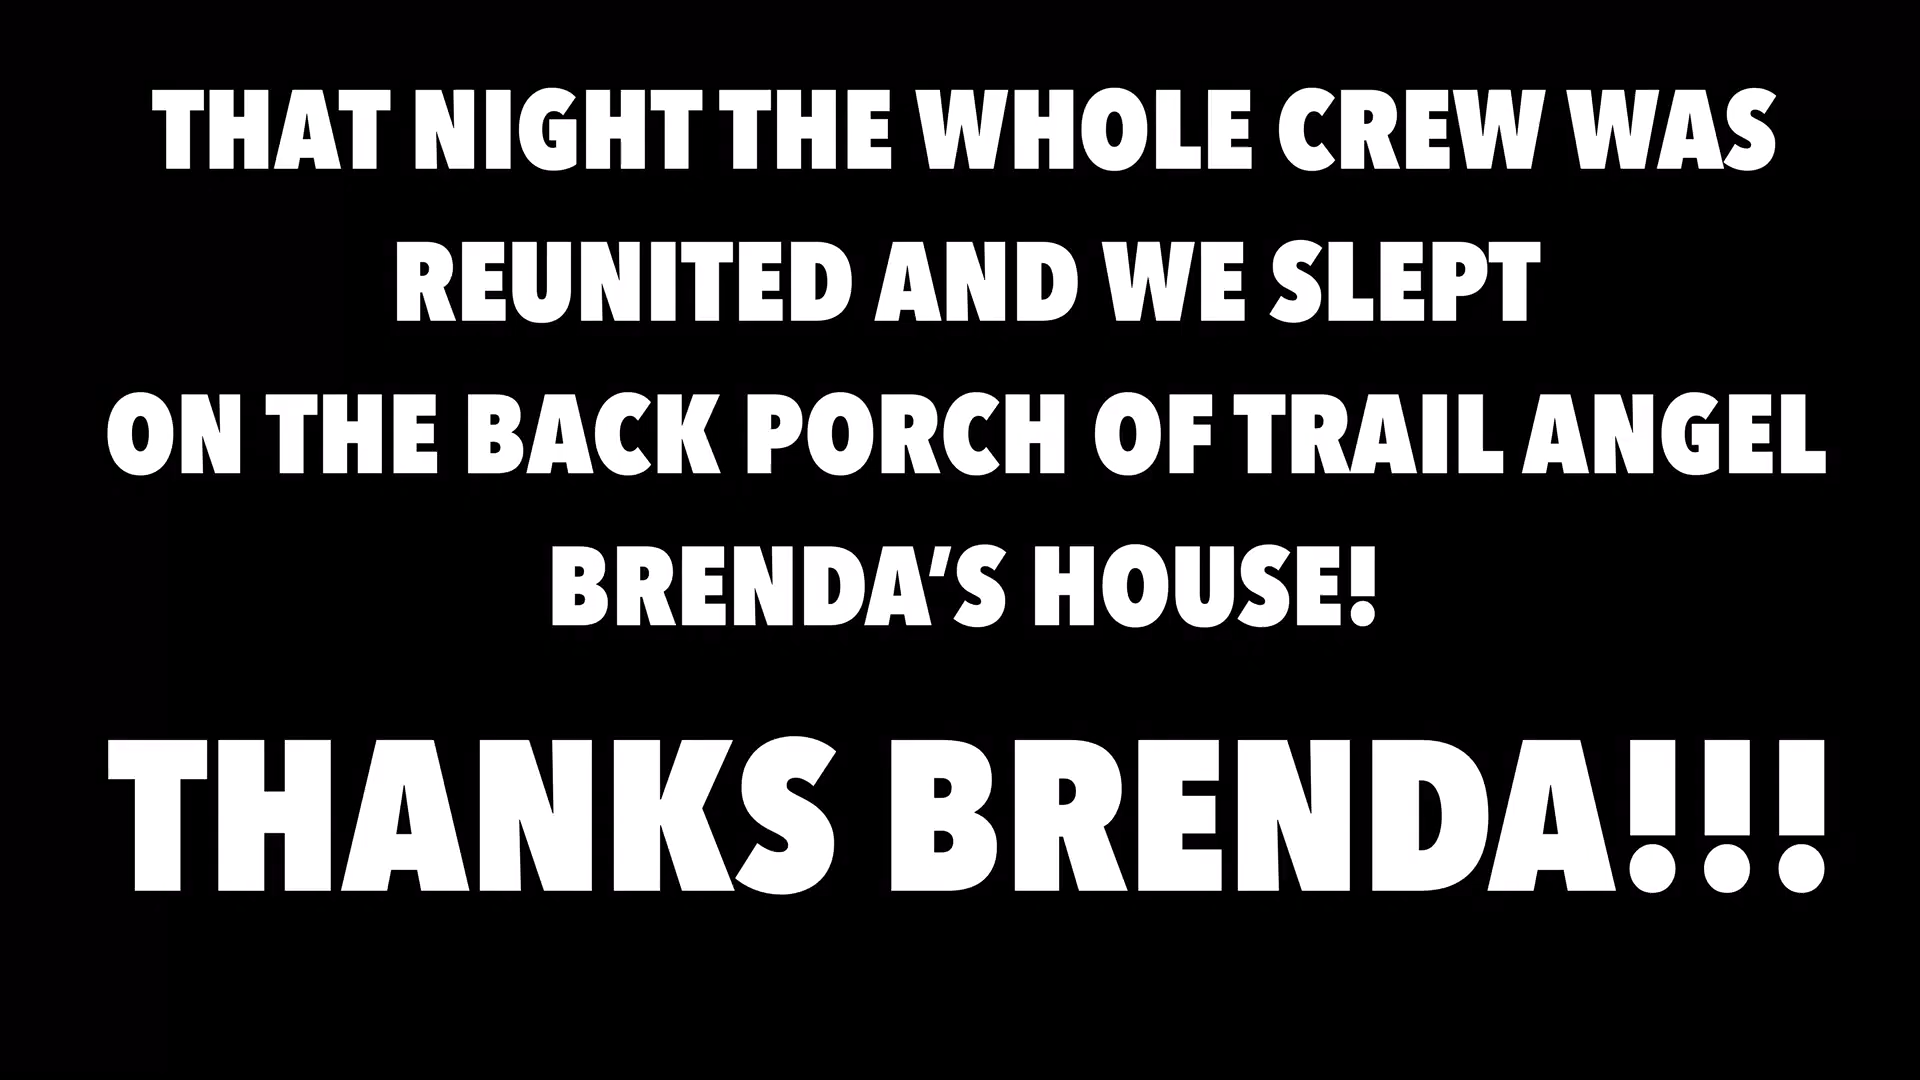 THAT NIGHT THE WHOLE CREW WAS
REUNITED AND WE SLEPT
ON THE BACK PORCH OF TRAIL ANGEL
BRENDA’S HOUSE!
THANKS BRENDA!!!